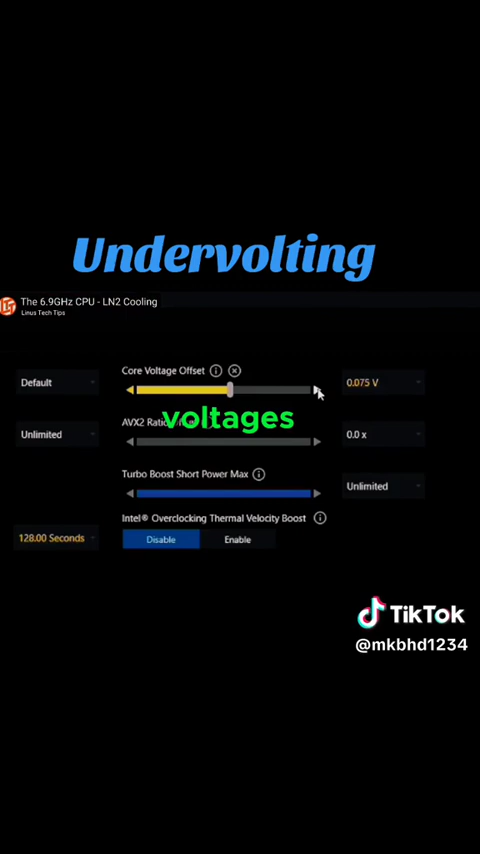 Undervolting
The 6.9GHz CPU - LN2 Cooling
Linus Tech Tips
Core Voltage Offset
Default
0.075 V
voltages
AVX2 Ratio
Unlimited
0.0 x
Turbo Boost Short Power Max
Unlimited
Intel® Overclocking Thermal Velocity Boost
128.00 Seconds
Disable
Enable
TikTok
@mkbhd1234